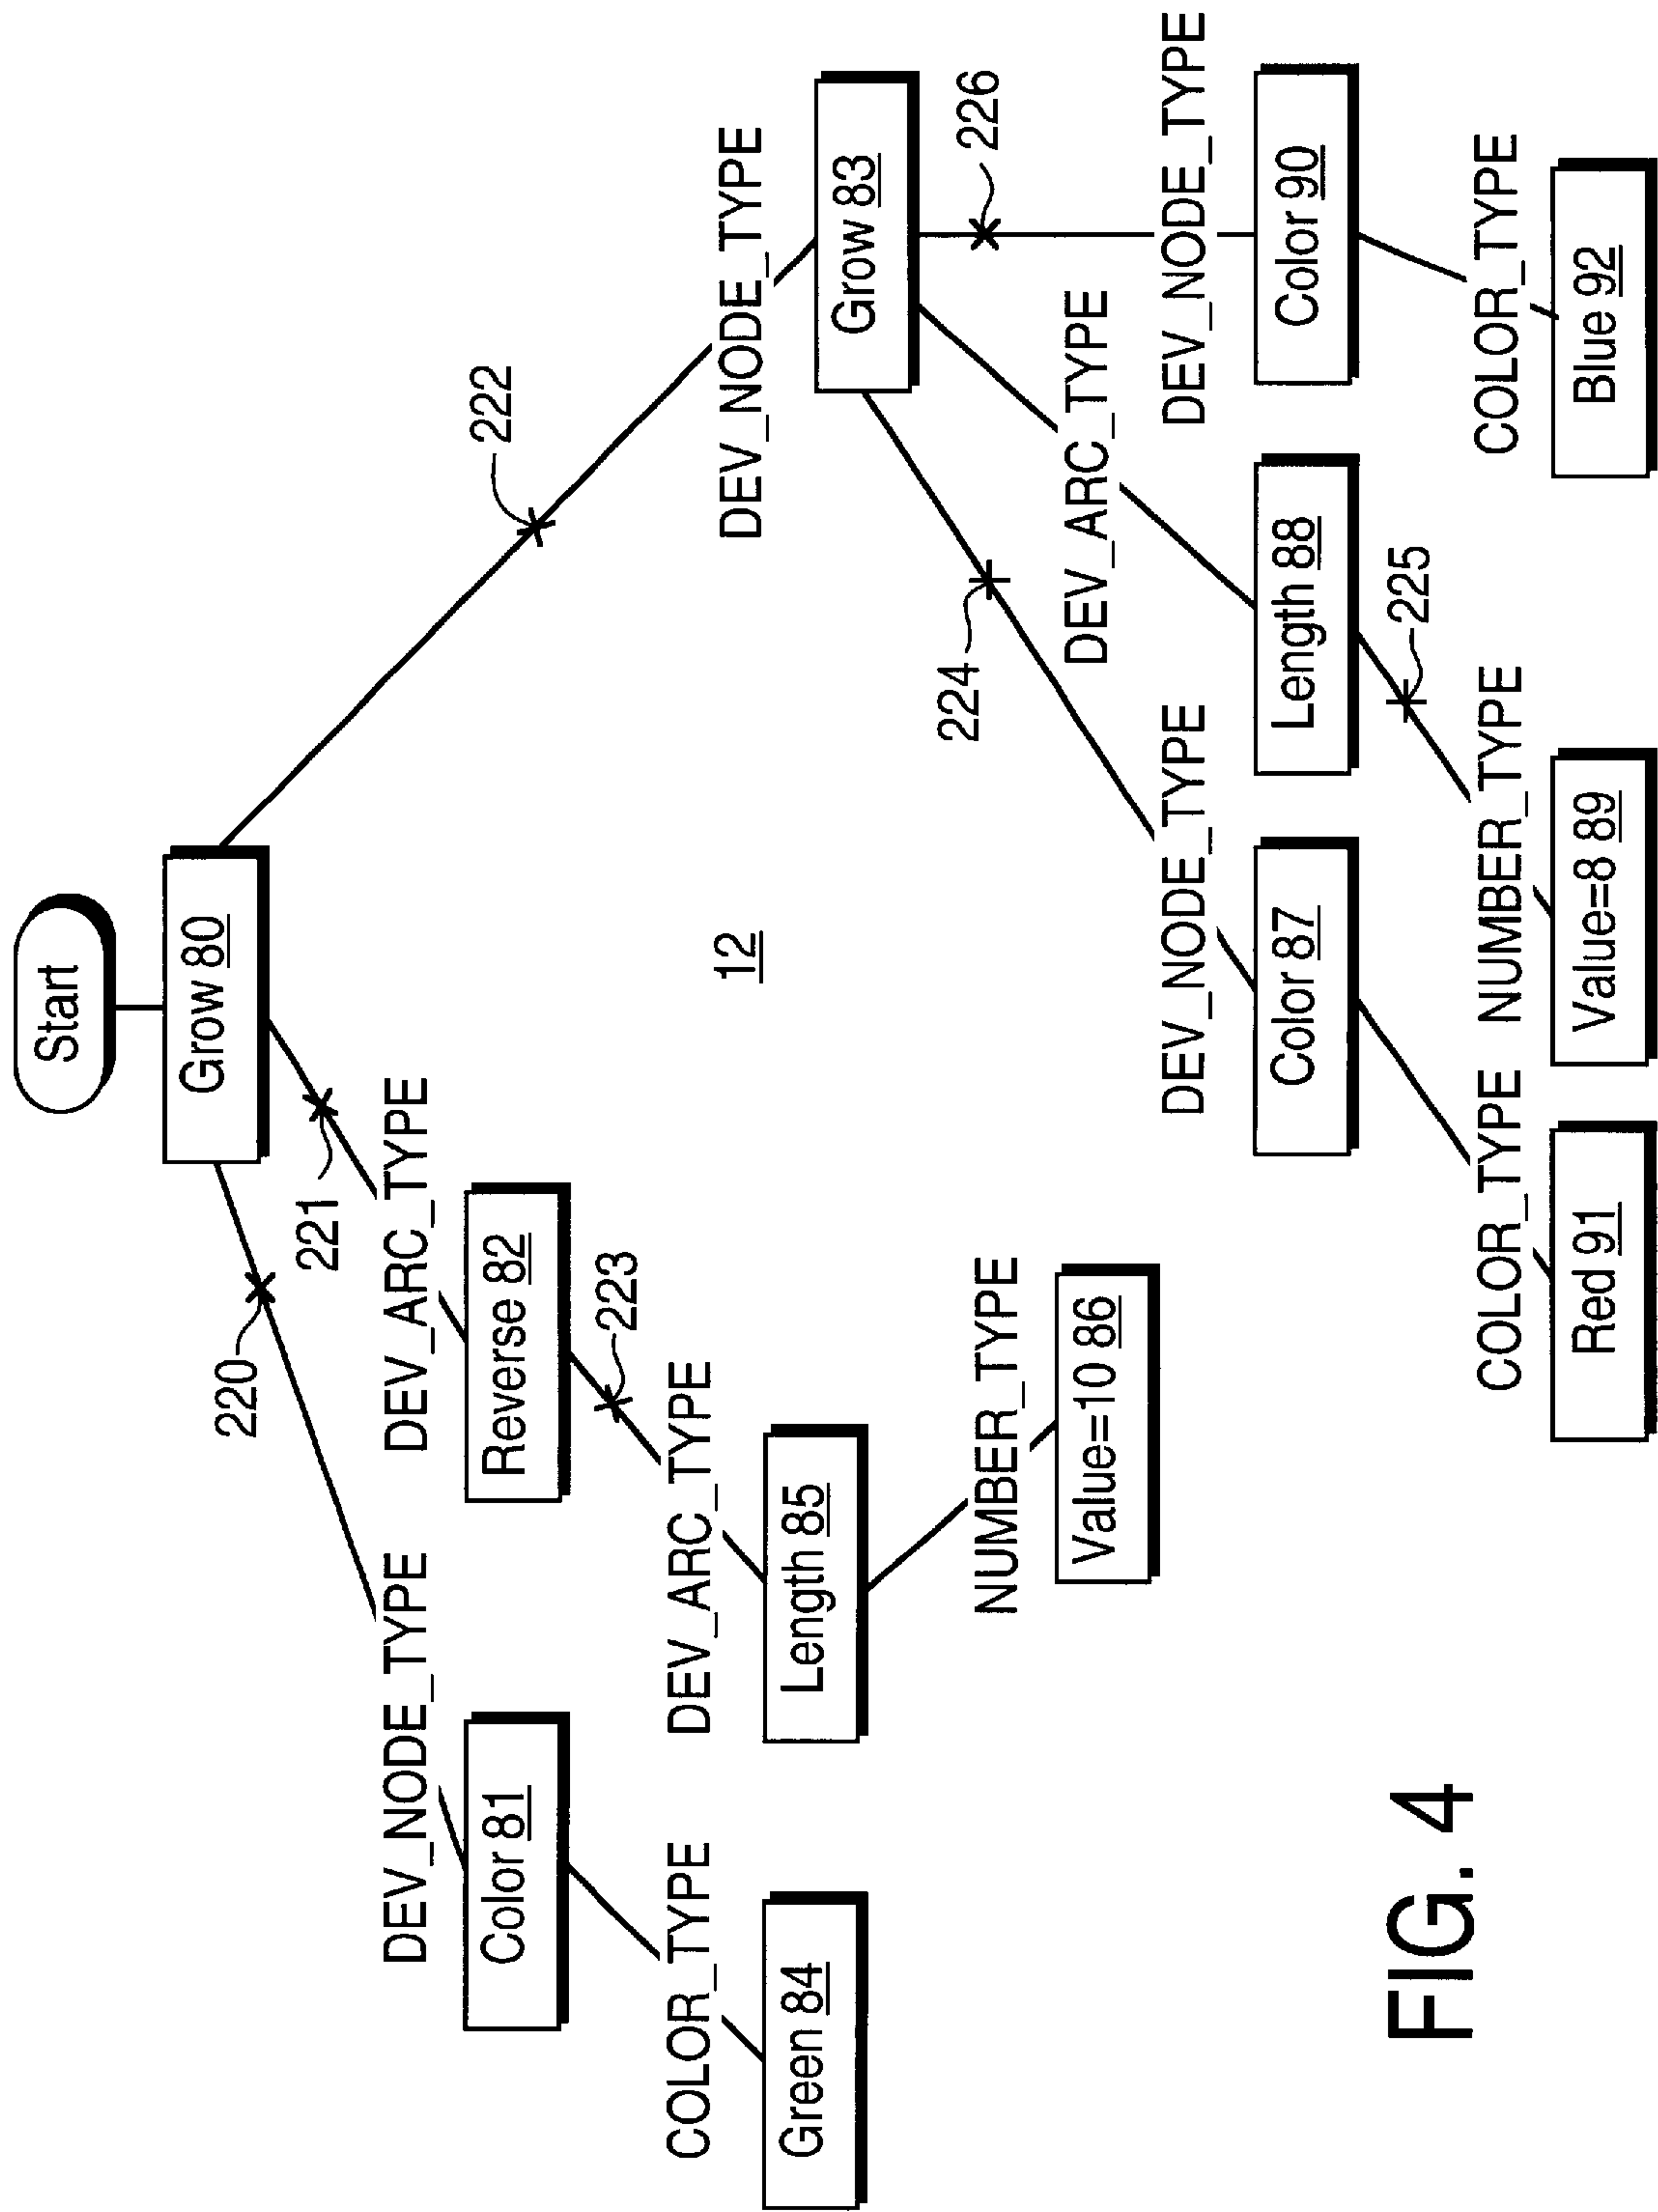 Start
Grow 80
220
221
222
DEV_NODE_TYPE
DEV_ARC_TYPE
Color 81
Reverse 82
223
COLOR_TYPE
DEV_ARC_TYPE
DEV_NODE_TYPE
12
Green 84
Length 85
Grow 83
224
226
NUMBER_TYPE
DEV_ARC_TYPE
Value=10 86
DEV_NODE_TYPE
DEV_NODE_TYPE
Color 87
Length 88
Color 90
225
COLOR_TYPE
NUMBER_TYPE
COLOR_TYPE
Red 91
Value=8 89
Blue 92
FIG. 4